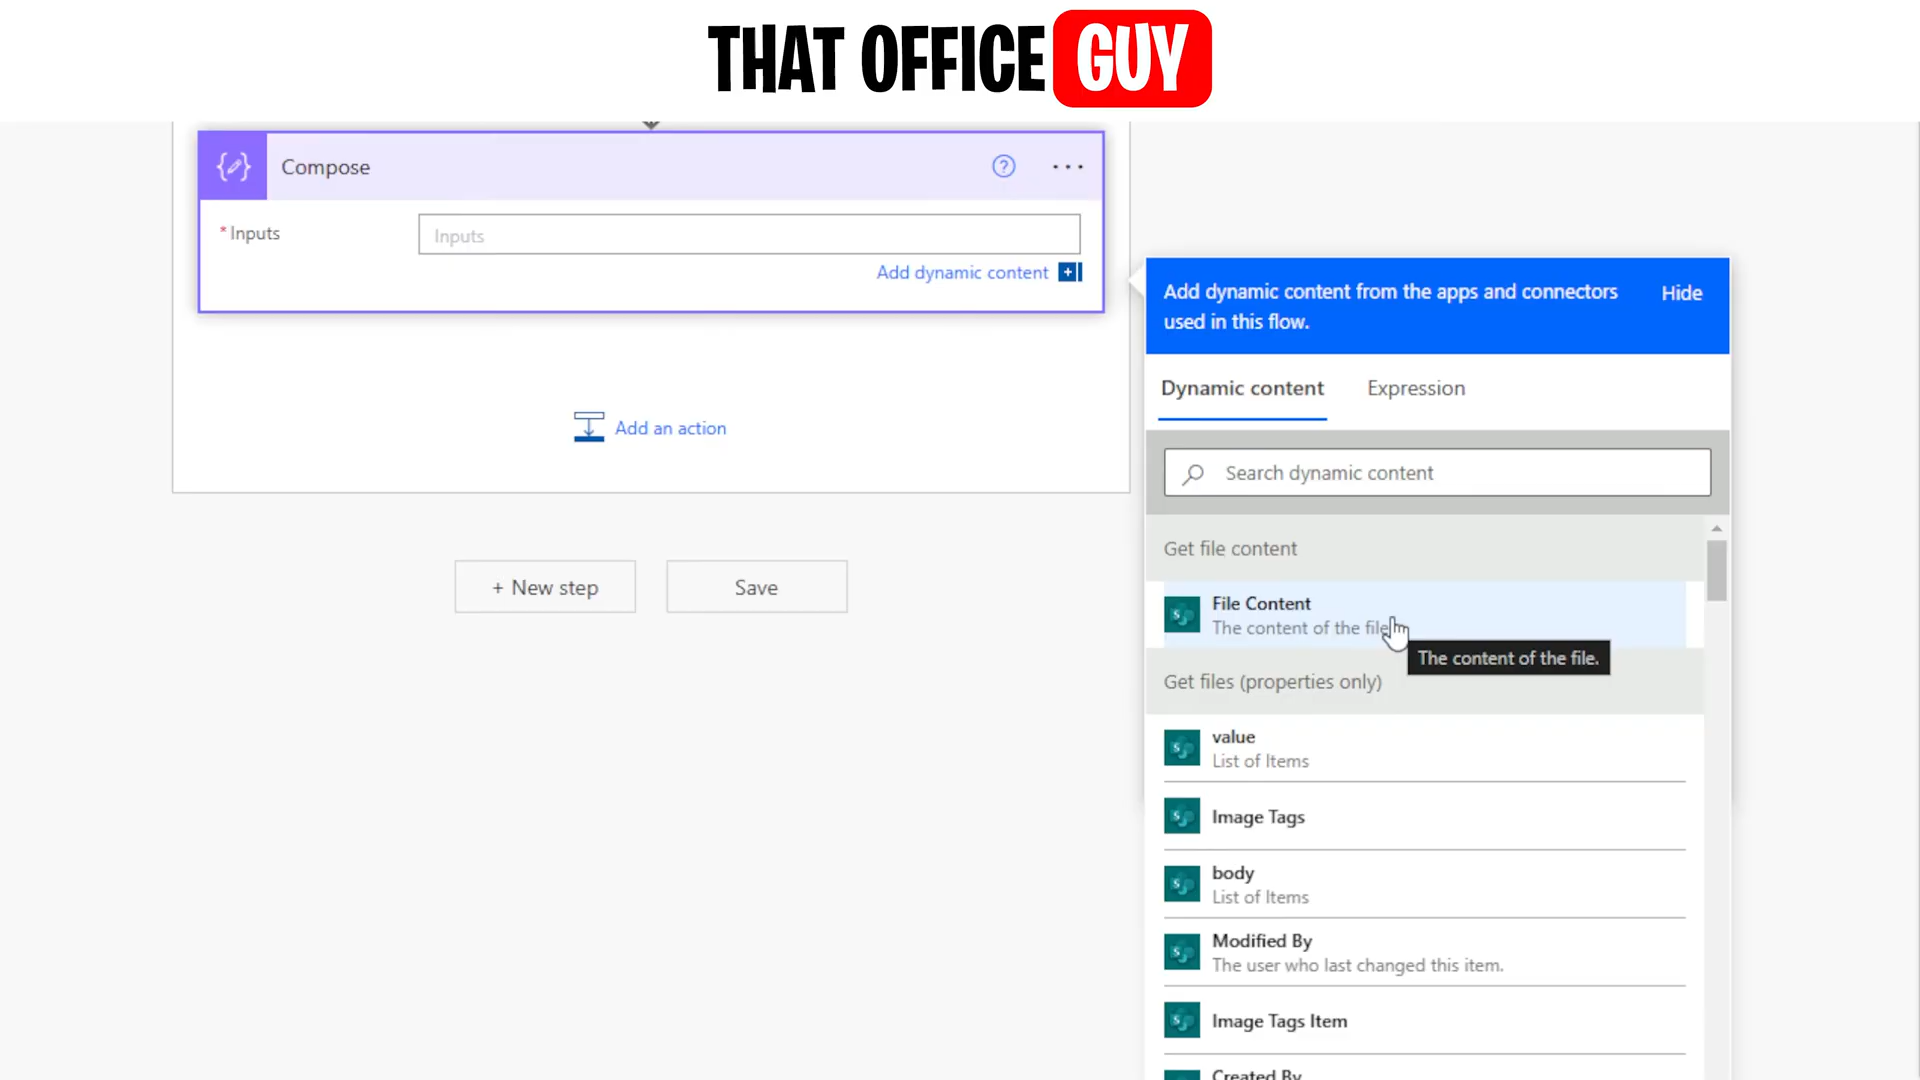 THAT OFFICE GUY
Compose
?
...
* Inputs
Inputs
Add dynamic content
Add dynamic content from the apps and connectors
used in this flow.
Hide
Dynamic content
Expression
Add an action
Search dynamic content
Get file content
+ New step
Save
File Content
The content of the file
The content of the file.
Get files (properties only)
value
List of Items
Image Tags
body
List of Items
Modified By
The user who last changed this item.
Image Tags Item
Created By